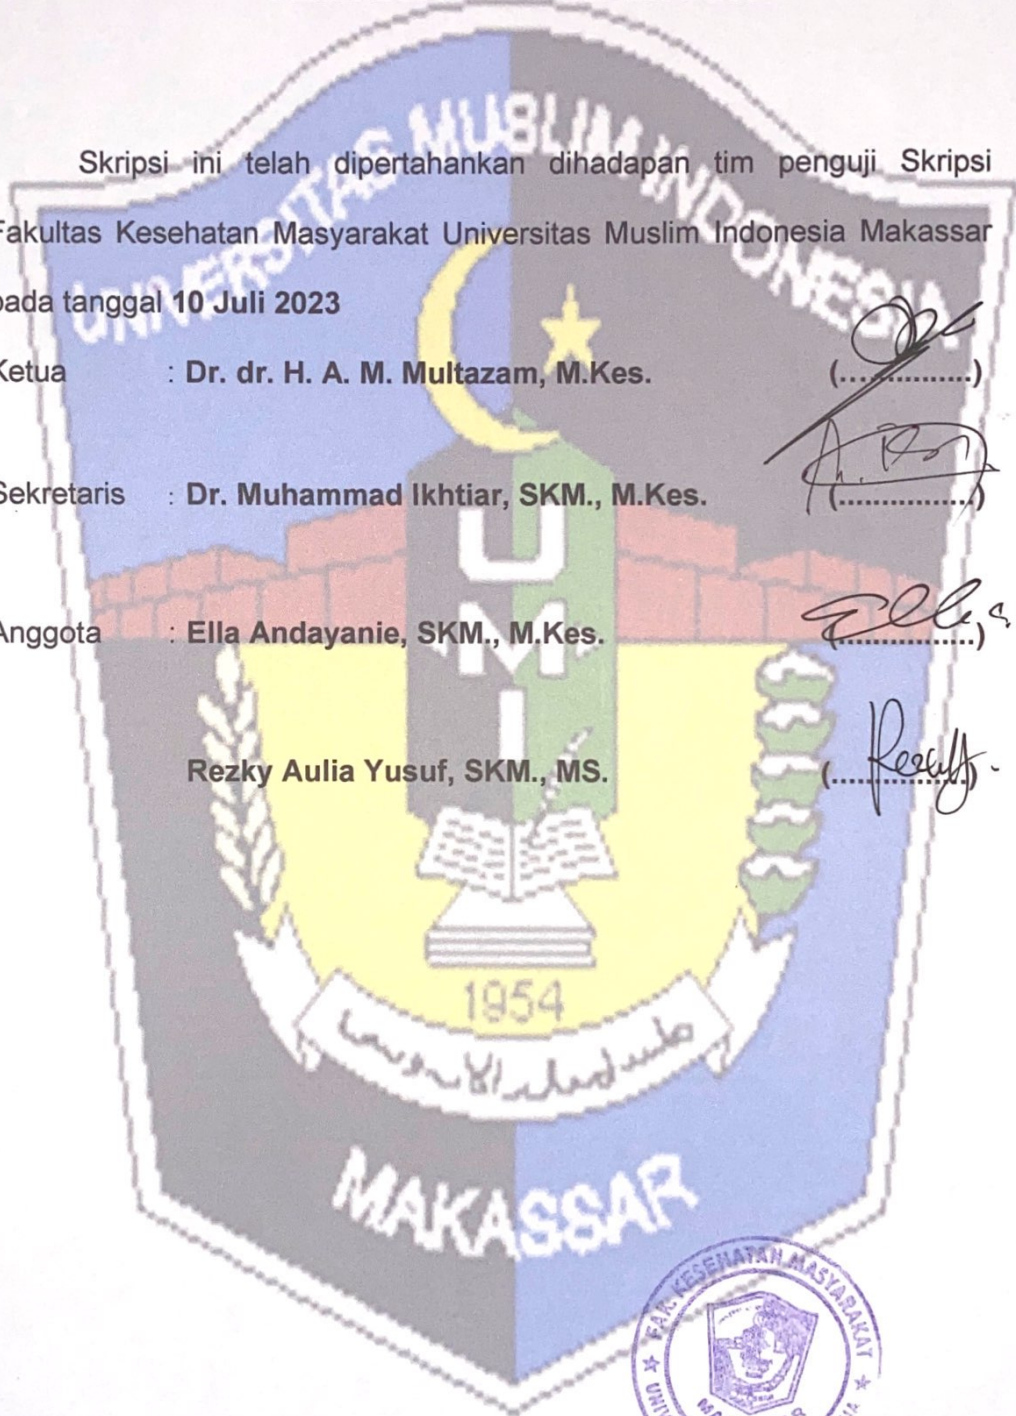 UNIVERSITAS MUSLIM INDONESIA
Skripsi ini telah dipertahankan dihadapan tim penguji Skripsi
Fakultas Kesehatan Masyarakat Universitas Muslim Indonesia Makassar
pada tanggal 10 Juli 2023
Ketua : Dr. dr. H. A. M. Multazam, M.Kes. (................)
Sekretaris : Dr. Muhammad Ikhtiar, SKM., M.Kes. (................)
Anggota : Ella Andayanie, SKM., M.Kes. (................)
Rezky Aulia Yusuf, SKM., MS. (................)
UMI
1954
MAKASSAR
FAK. KESEHATAN MASYARAKAT